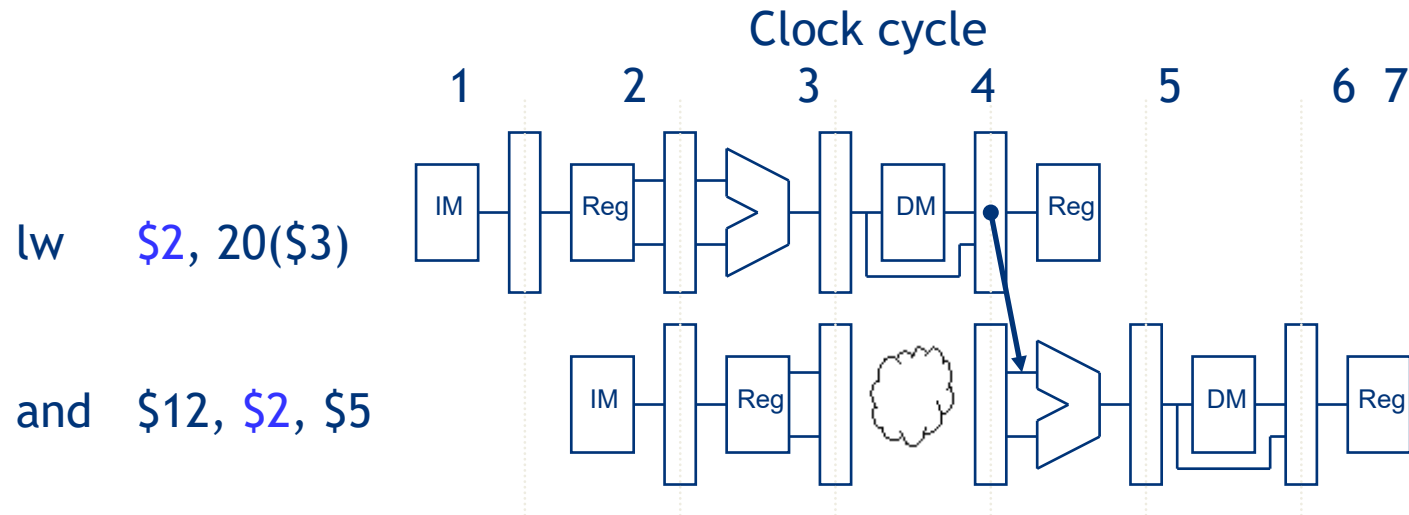 Clock cycle
1 2 3 4 5 6 7
IM Reg DM Reg
lw $2, 20($3)
IM Reg DM Reg
and $12, $2, $5